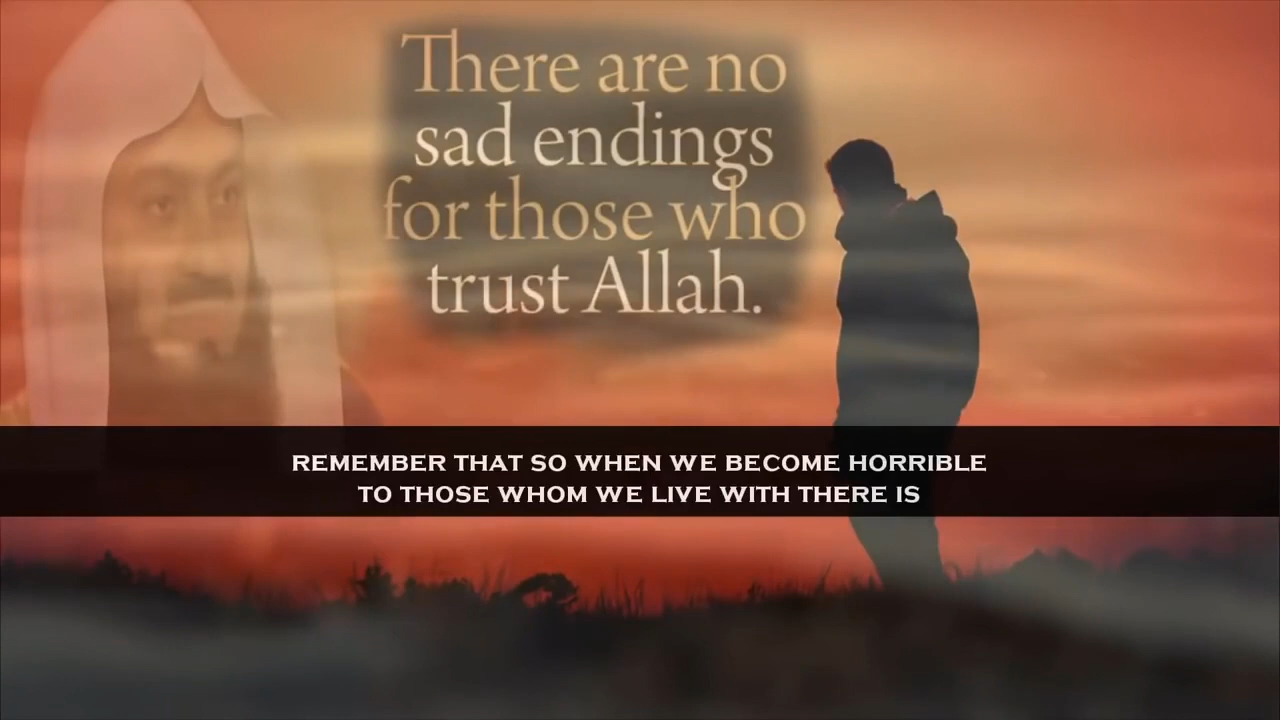 There are no
sad endings
for those who
trust Allah.
REMEMBER THAT SO WHEN WE BECOME HORRIBLE
TO THOSE WHOM WE LIVE WITH THERE IS